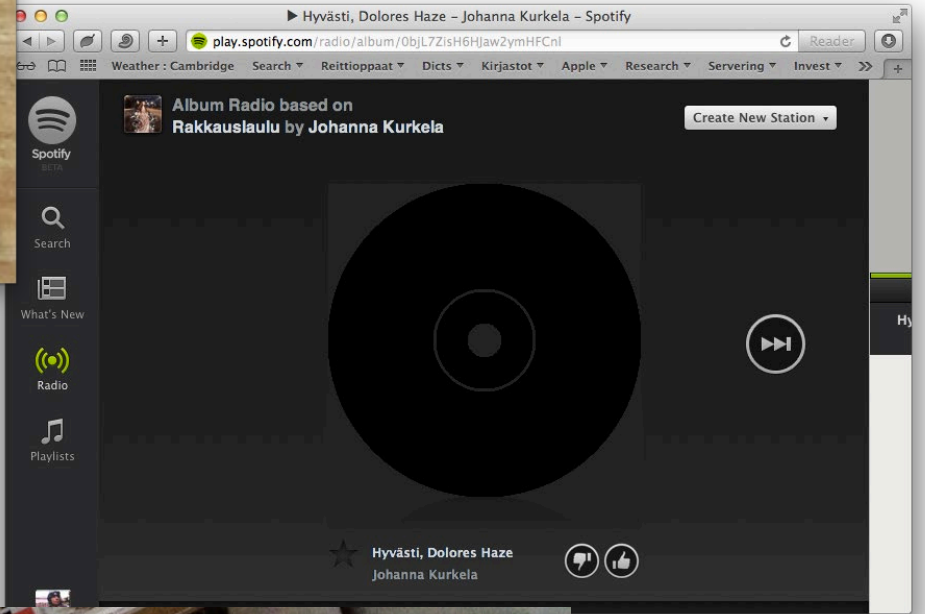 Hyvästi, Dolores Haze – Johanna Kurkela – Spotify
play.spotify.com/radio/album/0bjL7ZisH6HJaw2ymHFCnl
Reader
Weather : Cambridge Search Reittioppaat Dicts Kirjastot Apple Research Servering Invest
Spotify
BETA
Search
What's New
Radio
Playlists
Album Radio based on
Rakkauslaulu by Johanna Kurkela
Create New Station
Hy
Hyvästi, Dolores Haze
Johanna Kurkela